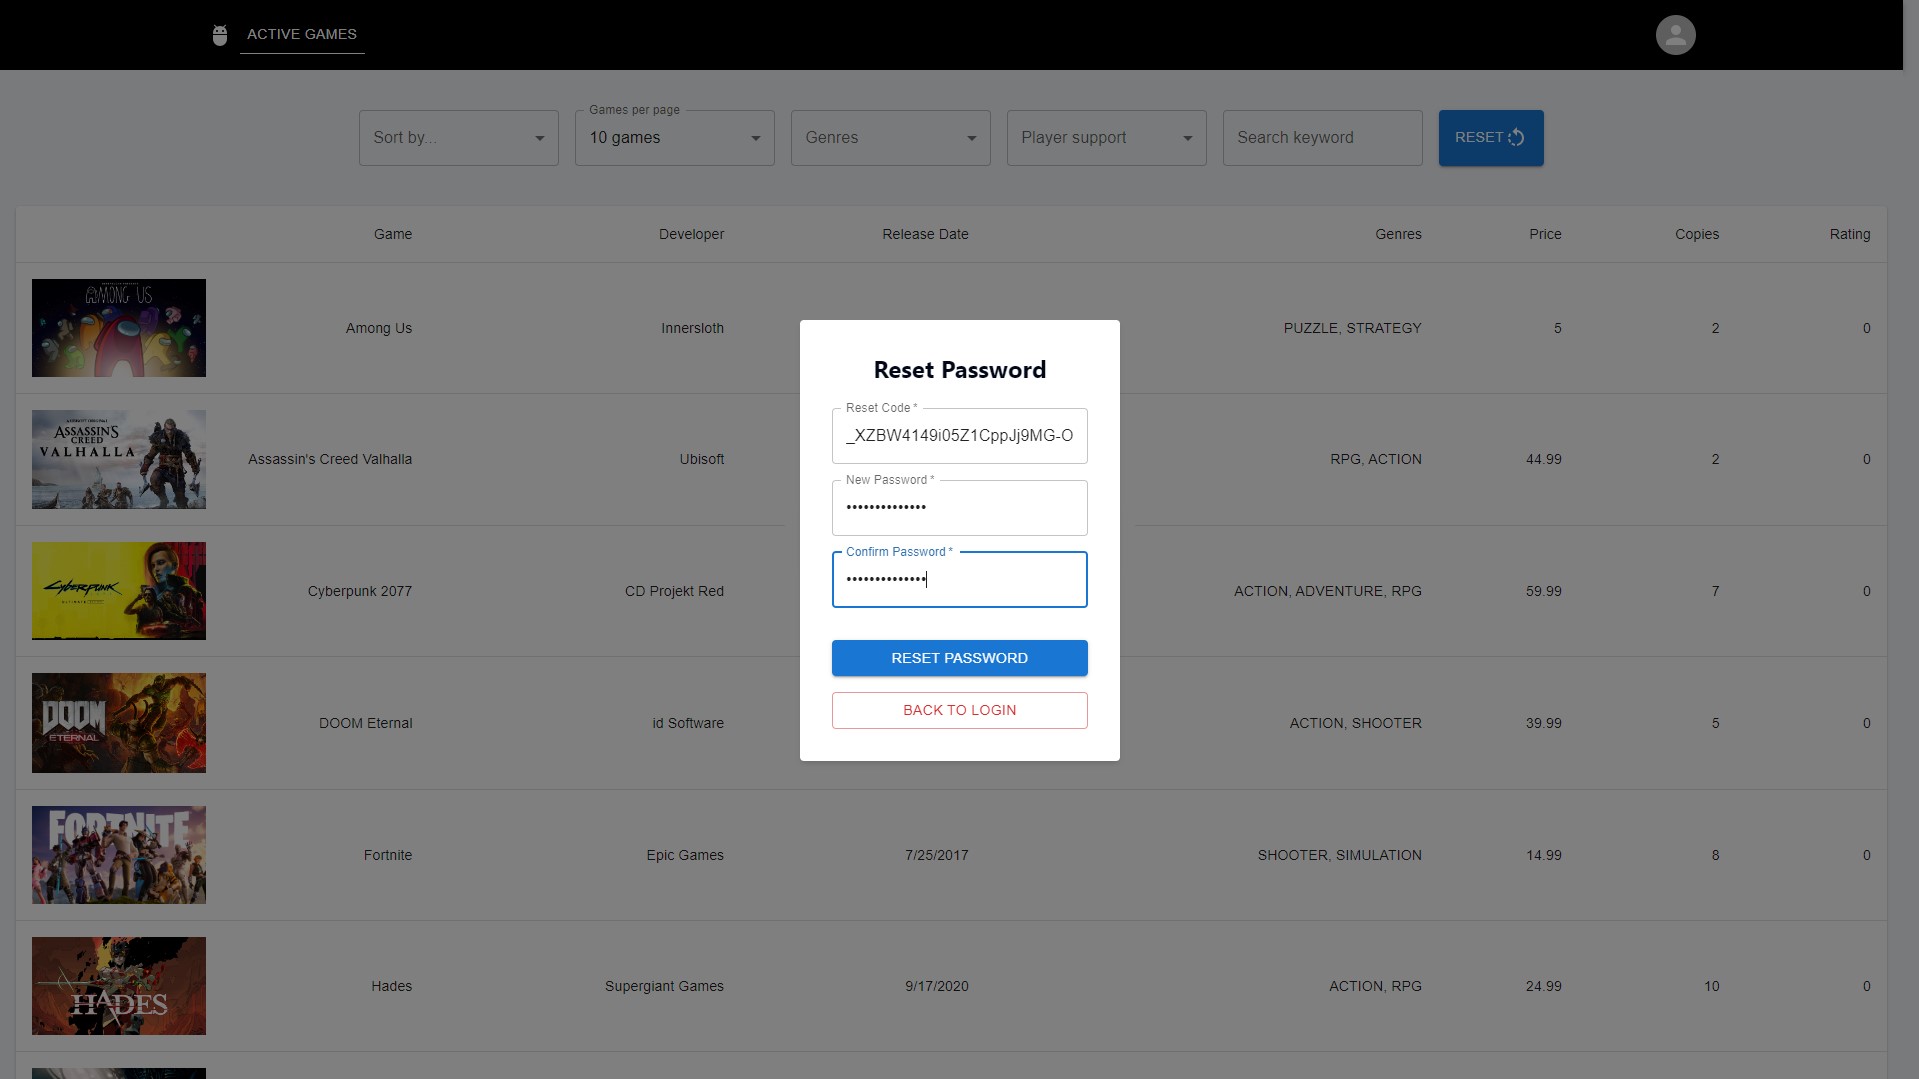 ACTIVE GAMES
Games per page
Sort by...
10 games
Genres
Player support
Search keyword
RESET
Game Developer Release Date Genres Price Copies Rating
AMONG US
Among Us Innersloth PUZZLE, STRATEGY 5 2 0
ASSASSIN'S
CREED
VALHALLA
Assassin's Creed Valhalla Ubisoft RPG, ACTION 44.99 2 0
Cyberpunk
Cyberpunk 2077 CD Projekt Red ACTION, ADVENTURE, RPG 59.99 7 0
DOOM
ETERNAL
DOOM Eternal id Software ACTION, SHOOTER 39.99 5 0
FORTNITE
Fortnite Epic Games 7/25/2017 SHOOTER, SIMULATION 14.99 8 0
HADES
Hades Supergiant Games 9/17/2020 ACTION, RPG 24.99 10 0
Reset Password
Reset Code *
_XZBW4149i05Z1CppJj9MG-O
New Password *
••••••••••••••
Confirm Password *
••••••••••••••
RESET PASSWORD
BACK TO LOGIN